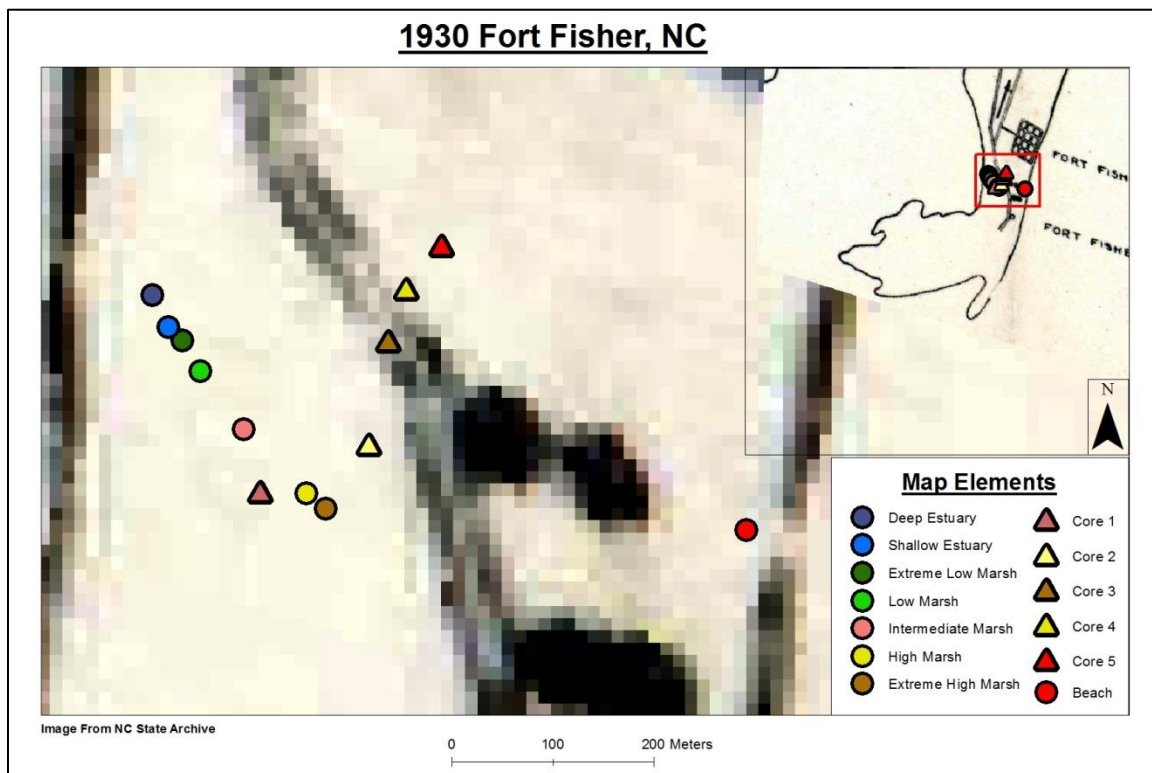 1930 Fort Fisher, NC
FORT FISH
FORT FISHE
N
Map Elements
Deep Estuary
Shallow Estuary
Extreme Low Marsh
Low Marsh
Intermediate Marsh
High Marsh
Extreme High Marsh
Core 1
Core 2
Core 3
Core 4
Core 5
Beach
Image From NC State Archive
0 100 200 Meters